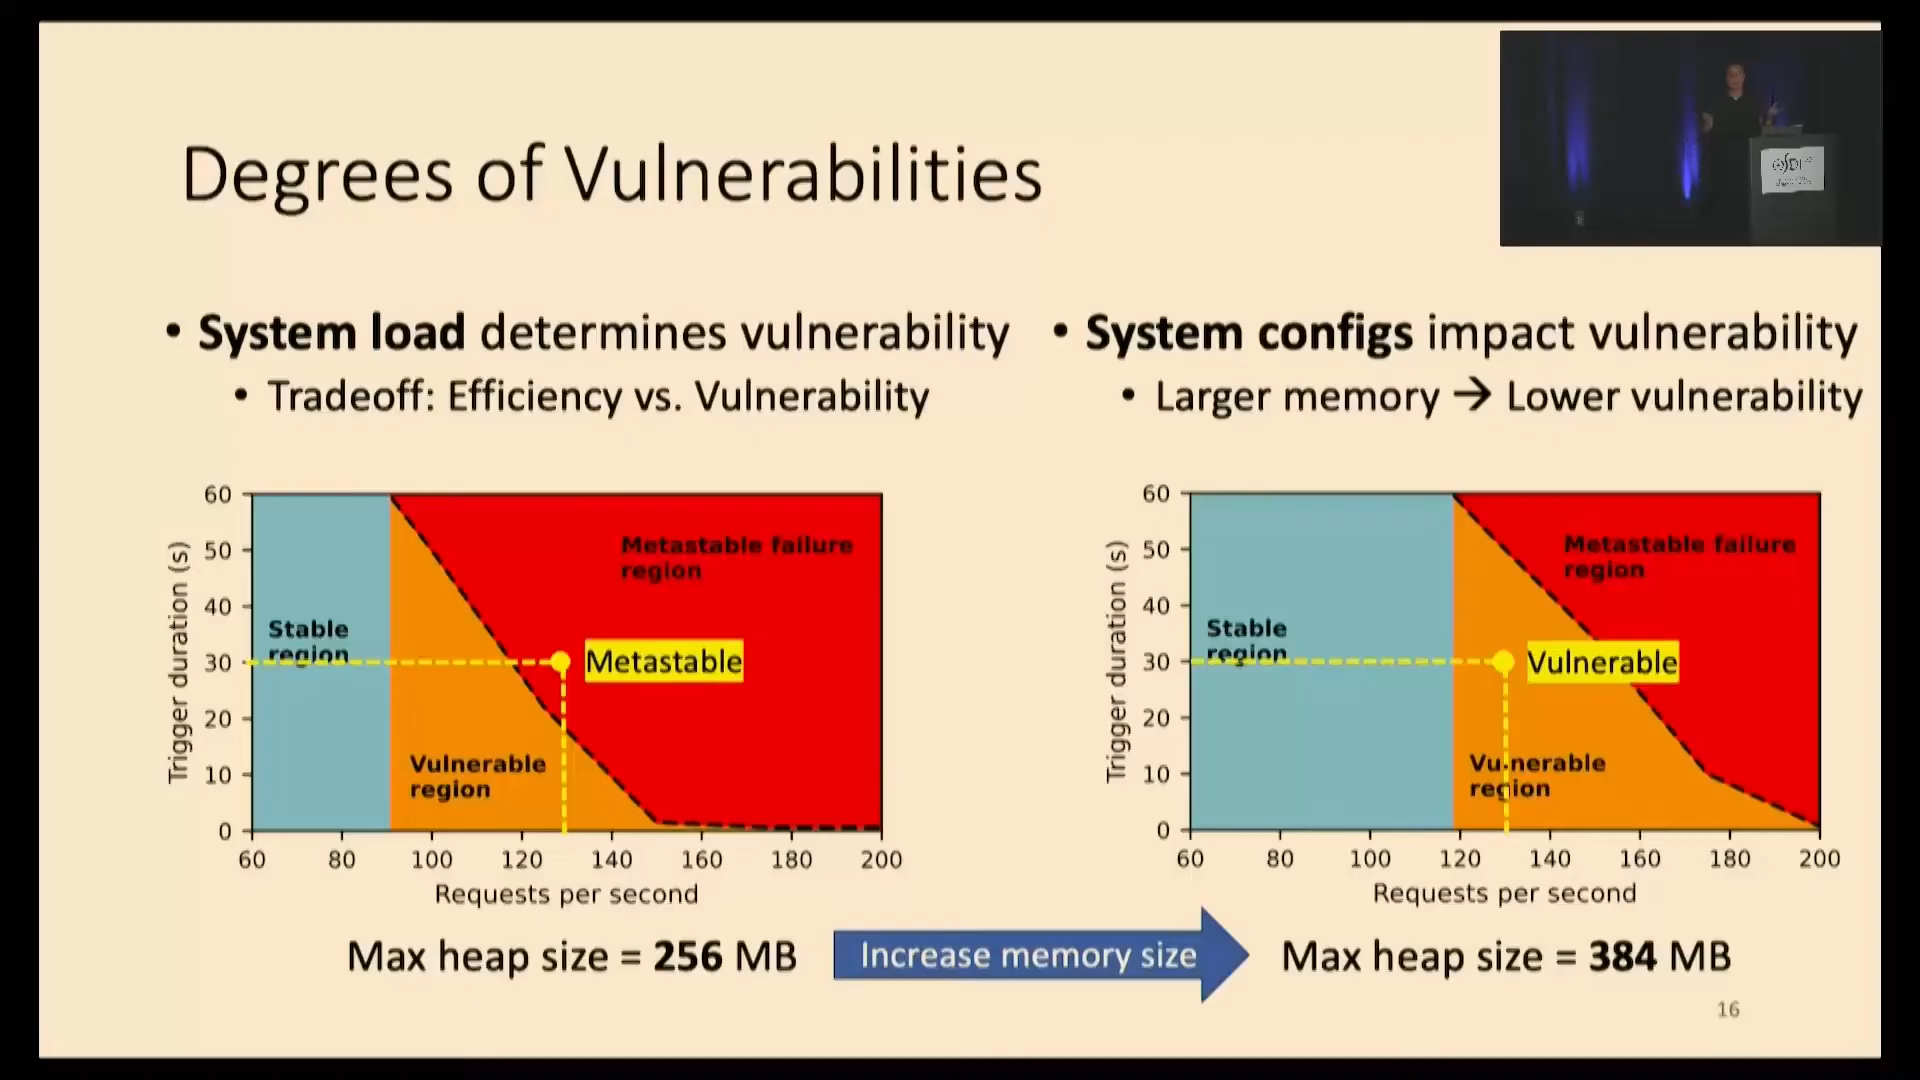 Degrees of Vulnerabilities
• System load determines vulnerability
• Tradeoff: Efficiency vs. Vulnerability
• System configs impact vulnerability
• Larger memory → Lower vulnerability
60
50
40
30
20
10
0
Trigger duration (s)
Stable
region
Metastable failure
region
Metastable
Vulnerable
region
60 80 100 120 140 160 180 200
Requests per second
Max heap size = 256 MB
Increase memory size
60
50
40
30
20
10
0
Trigger duration (s)
Stable
region
Metastable failure
region
Vulnerable
Vulnerable
region
60 80 100 120 140 160 180 200
Requests per second
Max heap size = 384 MB
16